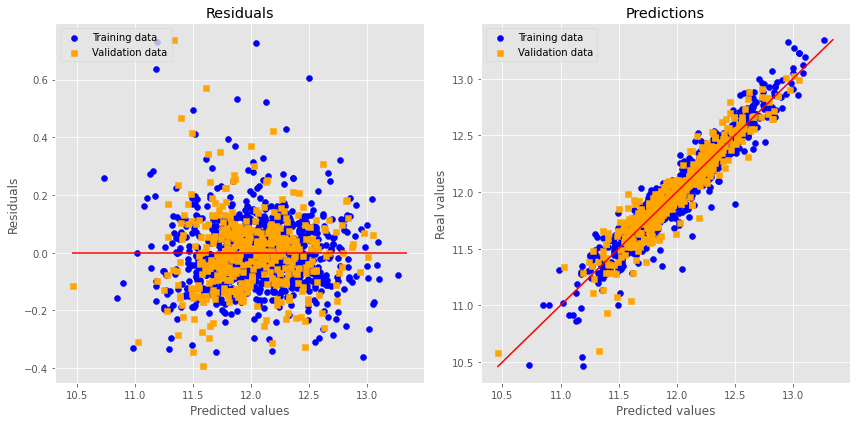 Residuals
Training data
Validation data
0.6
0.4
0.2
0.0
−0.2
−0.4
Residuals
10.5 11.0 11.5 12.0 12.5 13.0
Predicted values
Predictions
Training data
Validation data
13.0
12.5
12.0
11.5
11.0
10.5
Real values
10.5 11.0 11.5 12.0 12.5 13.0
Predicted values